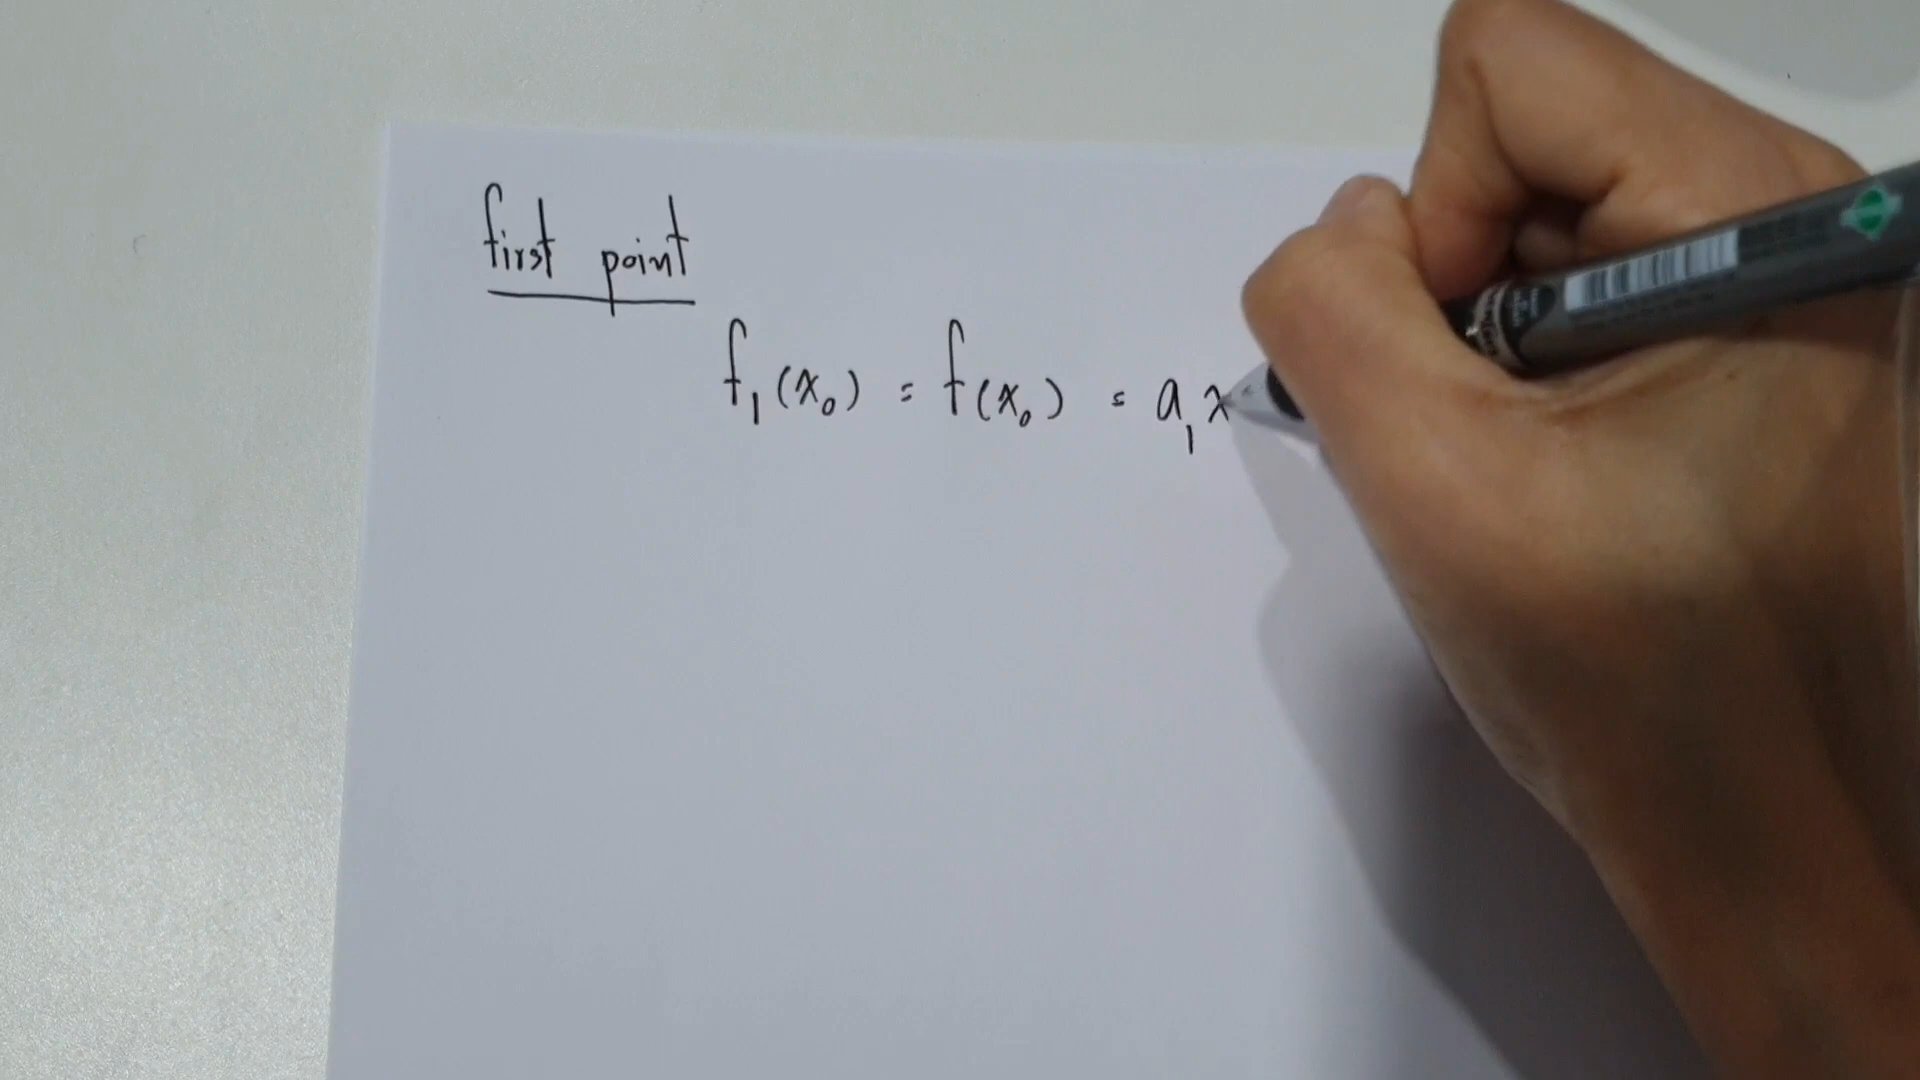 first point
f₁(x₀) = f(x₀) = a₁x